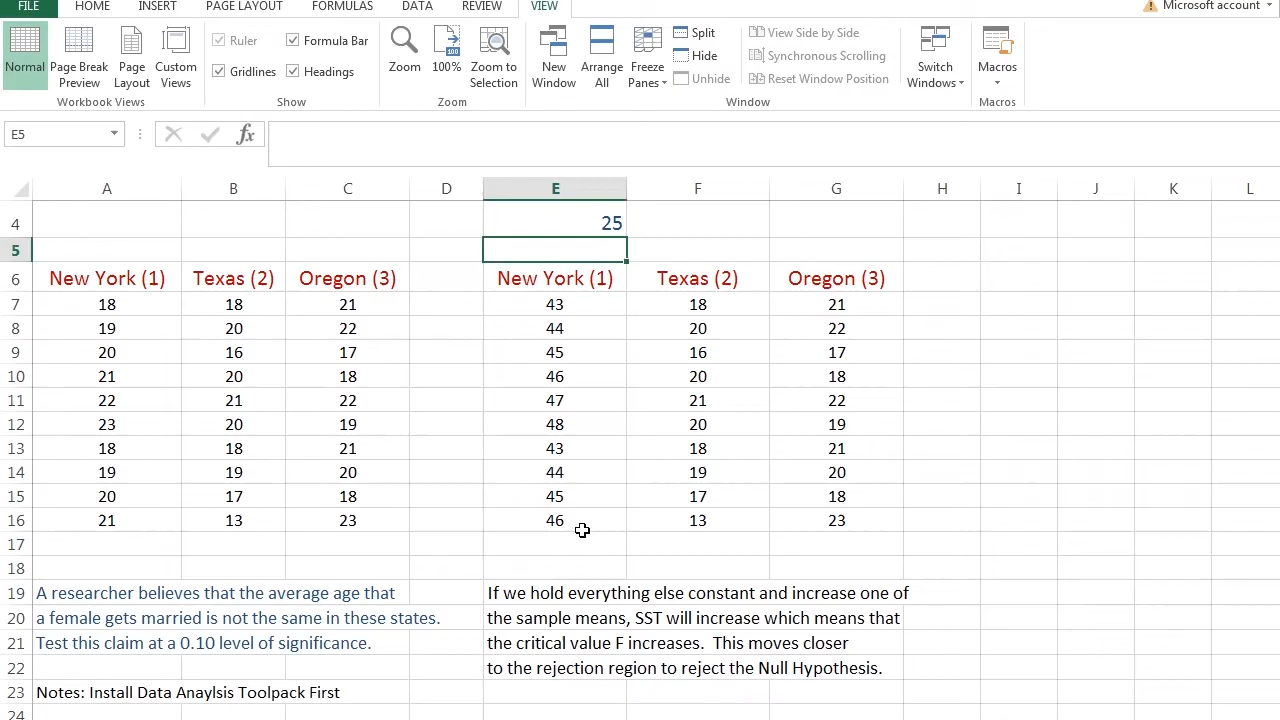 FILE HOME INSERT PAGE LAYOUT FORMULAS DATA REVIEW VIEW Microsoft account
Normal Page Break Preview Page Layout Custom Views
Ruler Formula Bar
Gridlines Headings
Zoom 100% Zoom to Selection
New Window Arrange All Freeze Panes
Split
Hide
Unhide
View Side by Side
Synchronous Scrolling
Reset Window Position
Switch Windows
Macros
Workbook Views Show Zoom Window Macros
E5 fx
A B C D E F G H I J K L
4 25
5
6 New York (1) Texas (2) Oregon (3) New York (1) Texas (2) Oregon (3)
7 18 18 21 43 18 21
8 19 20 22 44 20 22
9 20 16 17 45 16 17
10 21 20 18 46 20 18
11 22 21 22 47 21 22
12 23 20 19 48 20 19
13 18 18 21 43 18 21
14 19 19 20 44 19 20
15 20 17 18 45 17 18
16 21 13 23 46 13 23
17
18
19 A researcher believes that the average age that If we hold everything else constant and increase one of
20 a female gets married is not the same in these states. the sample means, SST will increase which means that
21 Test this claim at a 0.10 level of significance. the critical value F increases. This moves closer
22 to the rejection region to reject the Null Hypothesis.
23 Notes: Install Data Anaylsis Toolpack First
24